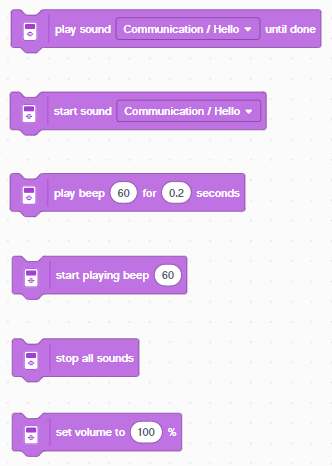 play sound Communication / Hello until done
start sound Communication / Hello
play beep 60 for 0.2 seconds
start playing beep 60
stop all sounds
set volume to 100 %